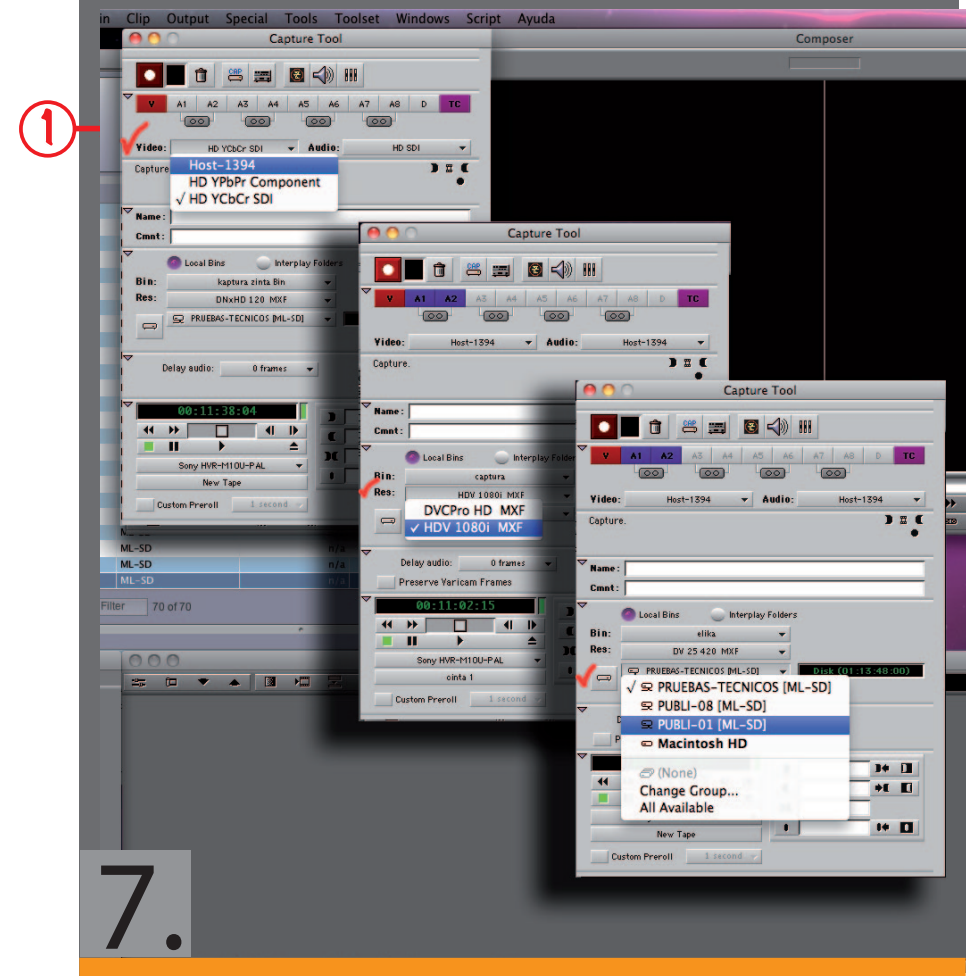 in Clip Output Special Tools Toolset Windows Script Ayuda
Composer
1
Capture Tool
CAP
V A1 A2 A3 A4 A5 A6 A7 A8 D TC
Video: HD YCbCr SDI Audio: HD SDI
Capture
Host-1394
HD YPbPr Component
√ HD YCbCr SDI
Name:
Cmnt:
Local Bins Interplay Folders
Bin: kaptura zinta Bin
Res: DNxHD 120 MXF
PRUEBAS-TECNICOS [ML-SD]
Delay audio: 0 frames
00:11:38:04
Sony HVR-M10U-PAL
New Tape
Custom Preroll 1 second
ML-SD n/a
ML-SD n/a
ML-SD n/a
Filter 70 of 70
Capture Tool
CAP
V A1 A2 A3 A4 A5 A6 A7 A8 D TC
Video: Host-1394 Audio: Host-1394
Capture.
Name:
Cmnt:
Local Bins Interplay Folder
Bin: captura
Res: HDV 1080i MXF
DVCPro HD MXF
✓ HDV 1080i MXF
Delay audio: 0 frames
Preserve Varicam Frames
00:11:02:15
Sony HVR-M10U-PAL
cinta 1
Custom Preroll 1 second
Capture Tool
CAP
V A1 A2 A3 A4 A5 A6 A7 A8 D TC
Video: Host-1394 Audio: Host-1394
Capture.
Name:
Cmnt:
Local Bins Interplay Folders
Bin: elika
Res: DV 25 420 MXF
PRUEBAS-TECNICOS [ML-SD] Disk (01:13:48:00)
√ PRUEBAS-TECNICOS [ML-SD]
PUBLI-08 [ML-SD]
PUBLI-01 [ML-SD]
Macintosh HD
(None)
Change Group...
All Available
New Tape
Custom Preroll 1 second
7.